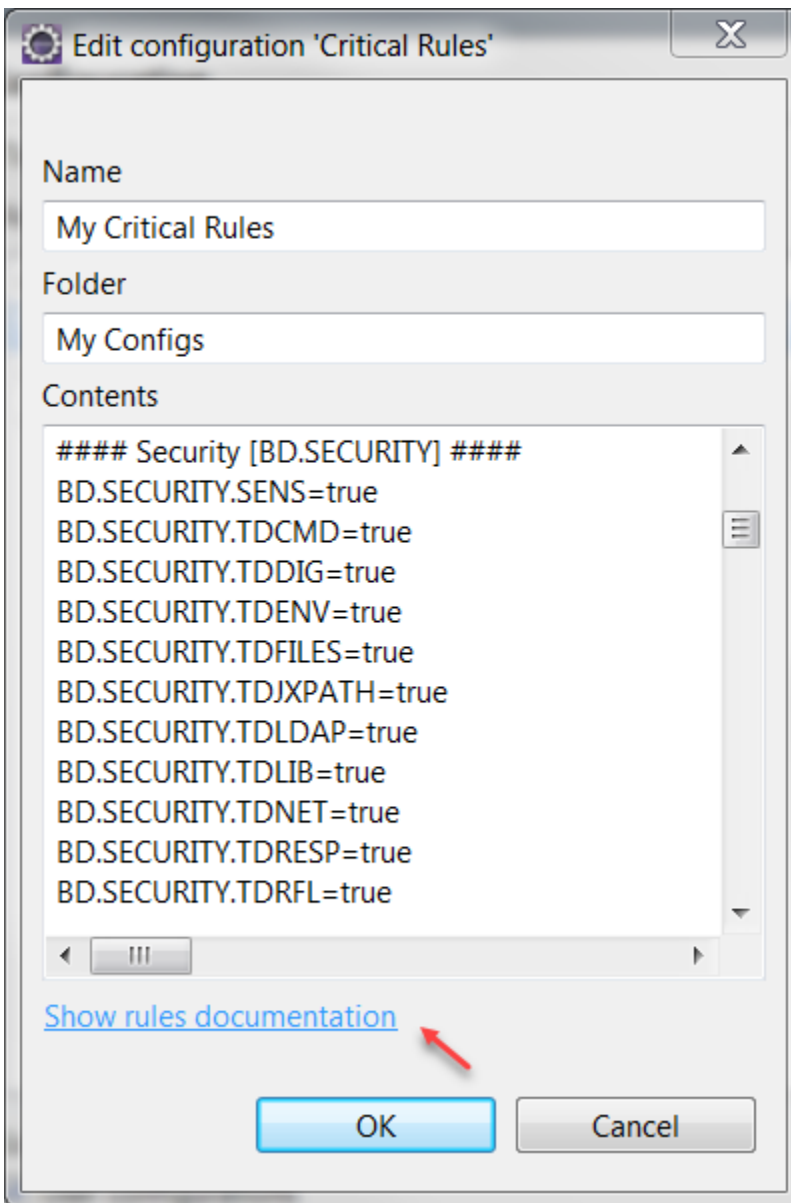 Edit configuration 'Critical Rules'
Name
My Critical Rules
Folder
My Configs
Contents
#### Security [BD.SECURITY] ####
BD.SECURITY.SENS=true
BD.SECURITY.TDCMD=true
BD.SECURITY.TDDIG=true
BD.SECURITY.TDENV=true
BD.SECURITY.TDFILES=true
BD.SECURITY.TDJXPATH=true
BD.SECURITY.TDLDAP=true
BD.SECURITY.TDLIB=true
BD.SECURITY.TDNET=true
BD.SECURITY.TDRESP=true
BD.SECURITY.TDRFL=true
Show rules documentation
OK Cancel